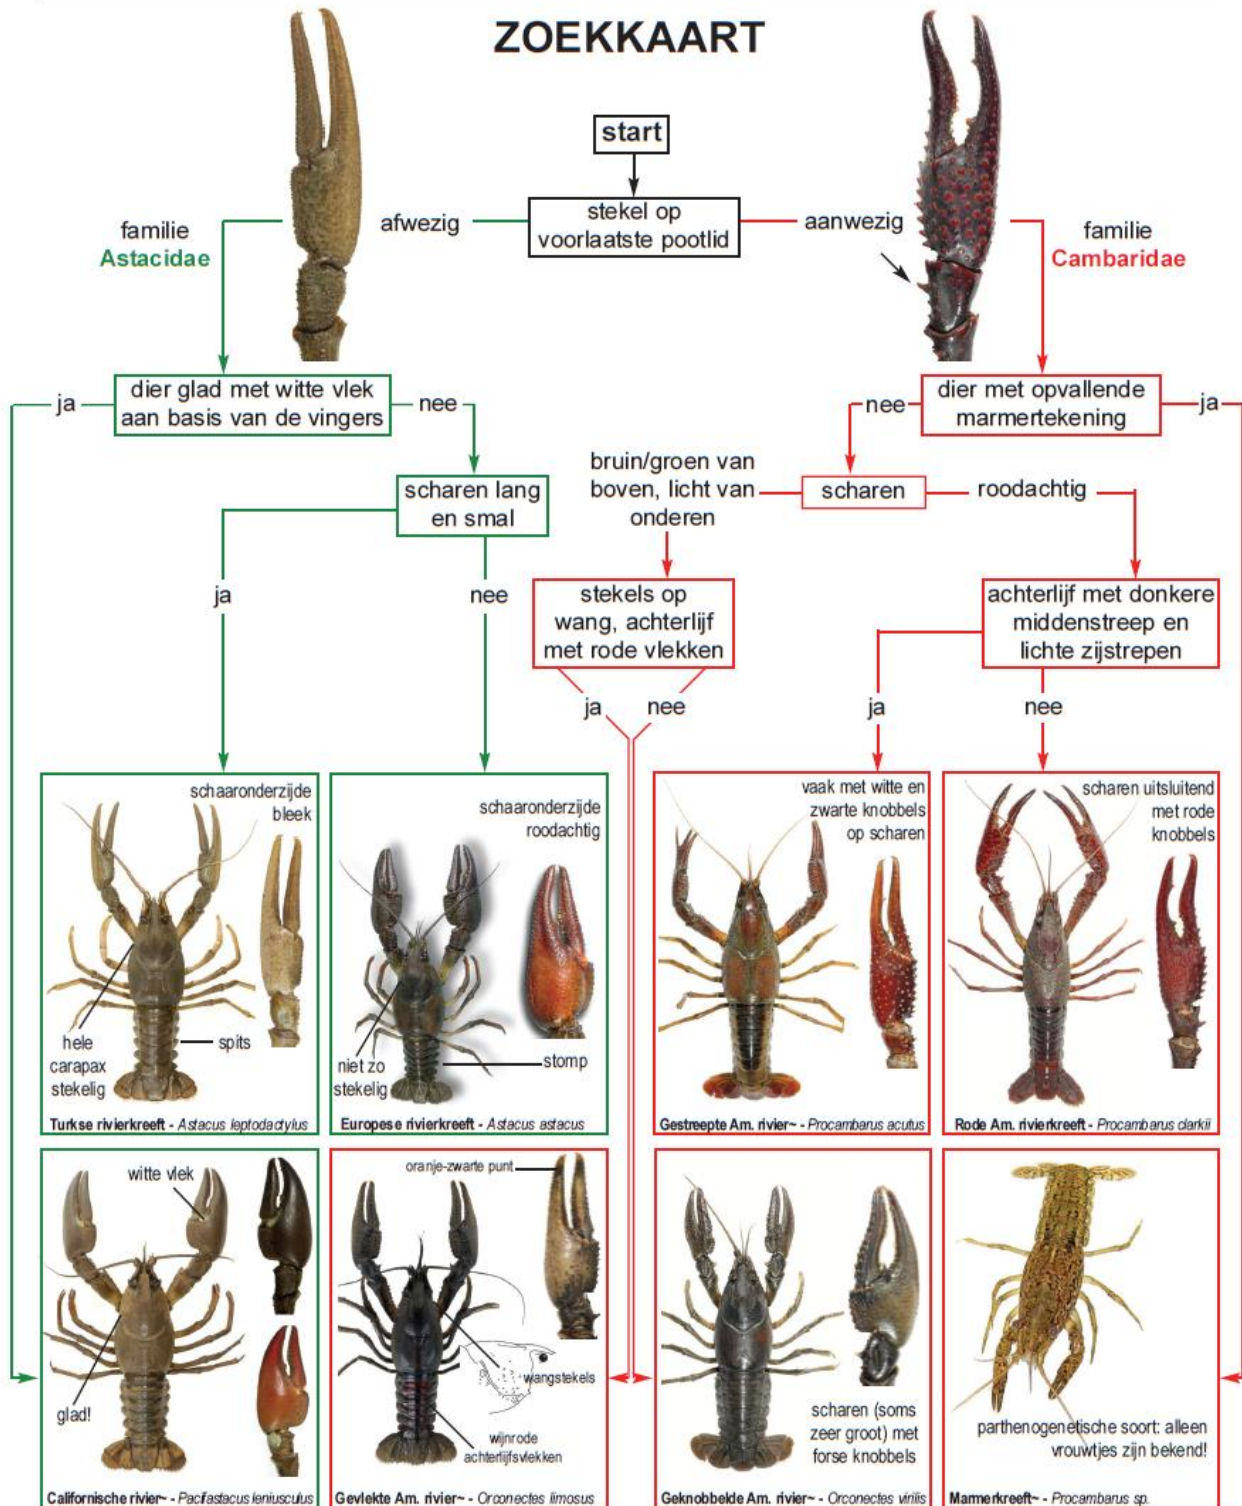 ZOEKKAART
start
stekel op
voorlaatste pootlid
afwezig
aanwezig
familie
Astacidae
familie
Cambaridae
dier glad met witte vlek
aan basis van de vingers
ja
nee
dier met opvallende
marmertekening
nee
ja
scharen lang
en smal
bruin/groen van
boven, licht van
onderen
scharen
roodachtig
ja
nee
stekels op
wang, achterlijf
met rode vlekken
achterlijf met donkere
middenstreep en
lichte zijstrepen
ja
nee
ja
nee
schaaronderzijde
bleek
hele
carapax
stekelig
spits
Turkse rivierkreeft - Astacus leptodactylus
schaaronderzijde
roodachtig
niet zo
stekelig
stomp
Europese rivierkreeft - Astacus astacus
vaak met witte en
zwarte knobbels
op scharen
Gestreepte Am. rivier~ - Procambarus acutus
scharen uitsluitend
met rode
knobbels
Rode Am. rivierkreeft - Procambarus clarkii
witte vlek
glad!
Californische rivier~ - Pacifastacus leniusculus
oranje-zwarte punt
wangstekels
wijnrode
achterlijfsvlekken
Gevlekte Am. rivier~ - Orconectes limosus
scharen (soms
zeer groot) met
forse knobbels
Geknobbelde Am. rivier~ - Orconectes virilis
parthenogenetische soort: alleen
vrouwtjes zijn bekend!
Marmerkreeft~ - Procambarus sp.